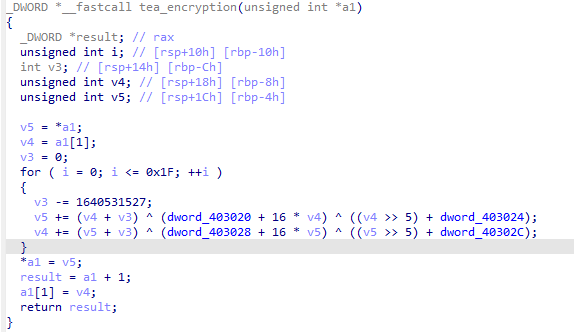 _DWORD *__fastcall tea_encryption(unsigned int *a1)
{
  _DWORD *result; // rax
  unsigned int i; // [rsp+10h] [rbp-10h]
  int v3; // [rsp+14h] [rbp-Ch]
  unsigned int v4; // [rsp+18h] [rbp-8h]
  unsigned int v5; // [rsp+1Ch] [rbp-4h]

  v5 = *a1;
  v4 = a1[1];
  v3 = 0;
  for ( i = 0; i <= 0x1F; ++i )
  {
    v3 -= 1640531527;
    v5 += (v4 + v3) ^ (dword_403020 + 16 * v4) ^ ((v4 >> 5) + dword_403024);
    v4 += (v5 + v3) ^ (dword_403028 + 16 * v5) ^ ((v5 >> 5) + dword_40302C);
  }
  *a1 = v5;
  result = a1 + 1;
  a1[1] = v4;
  return result;
}